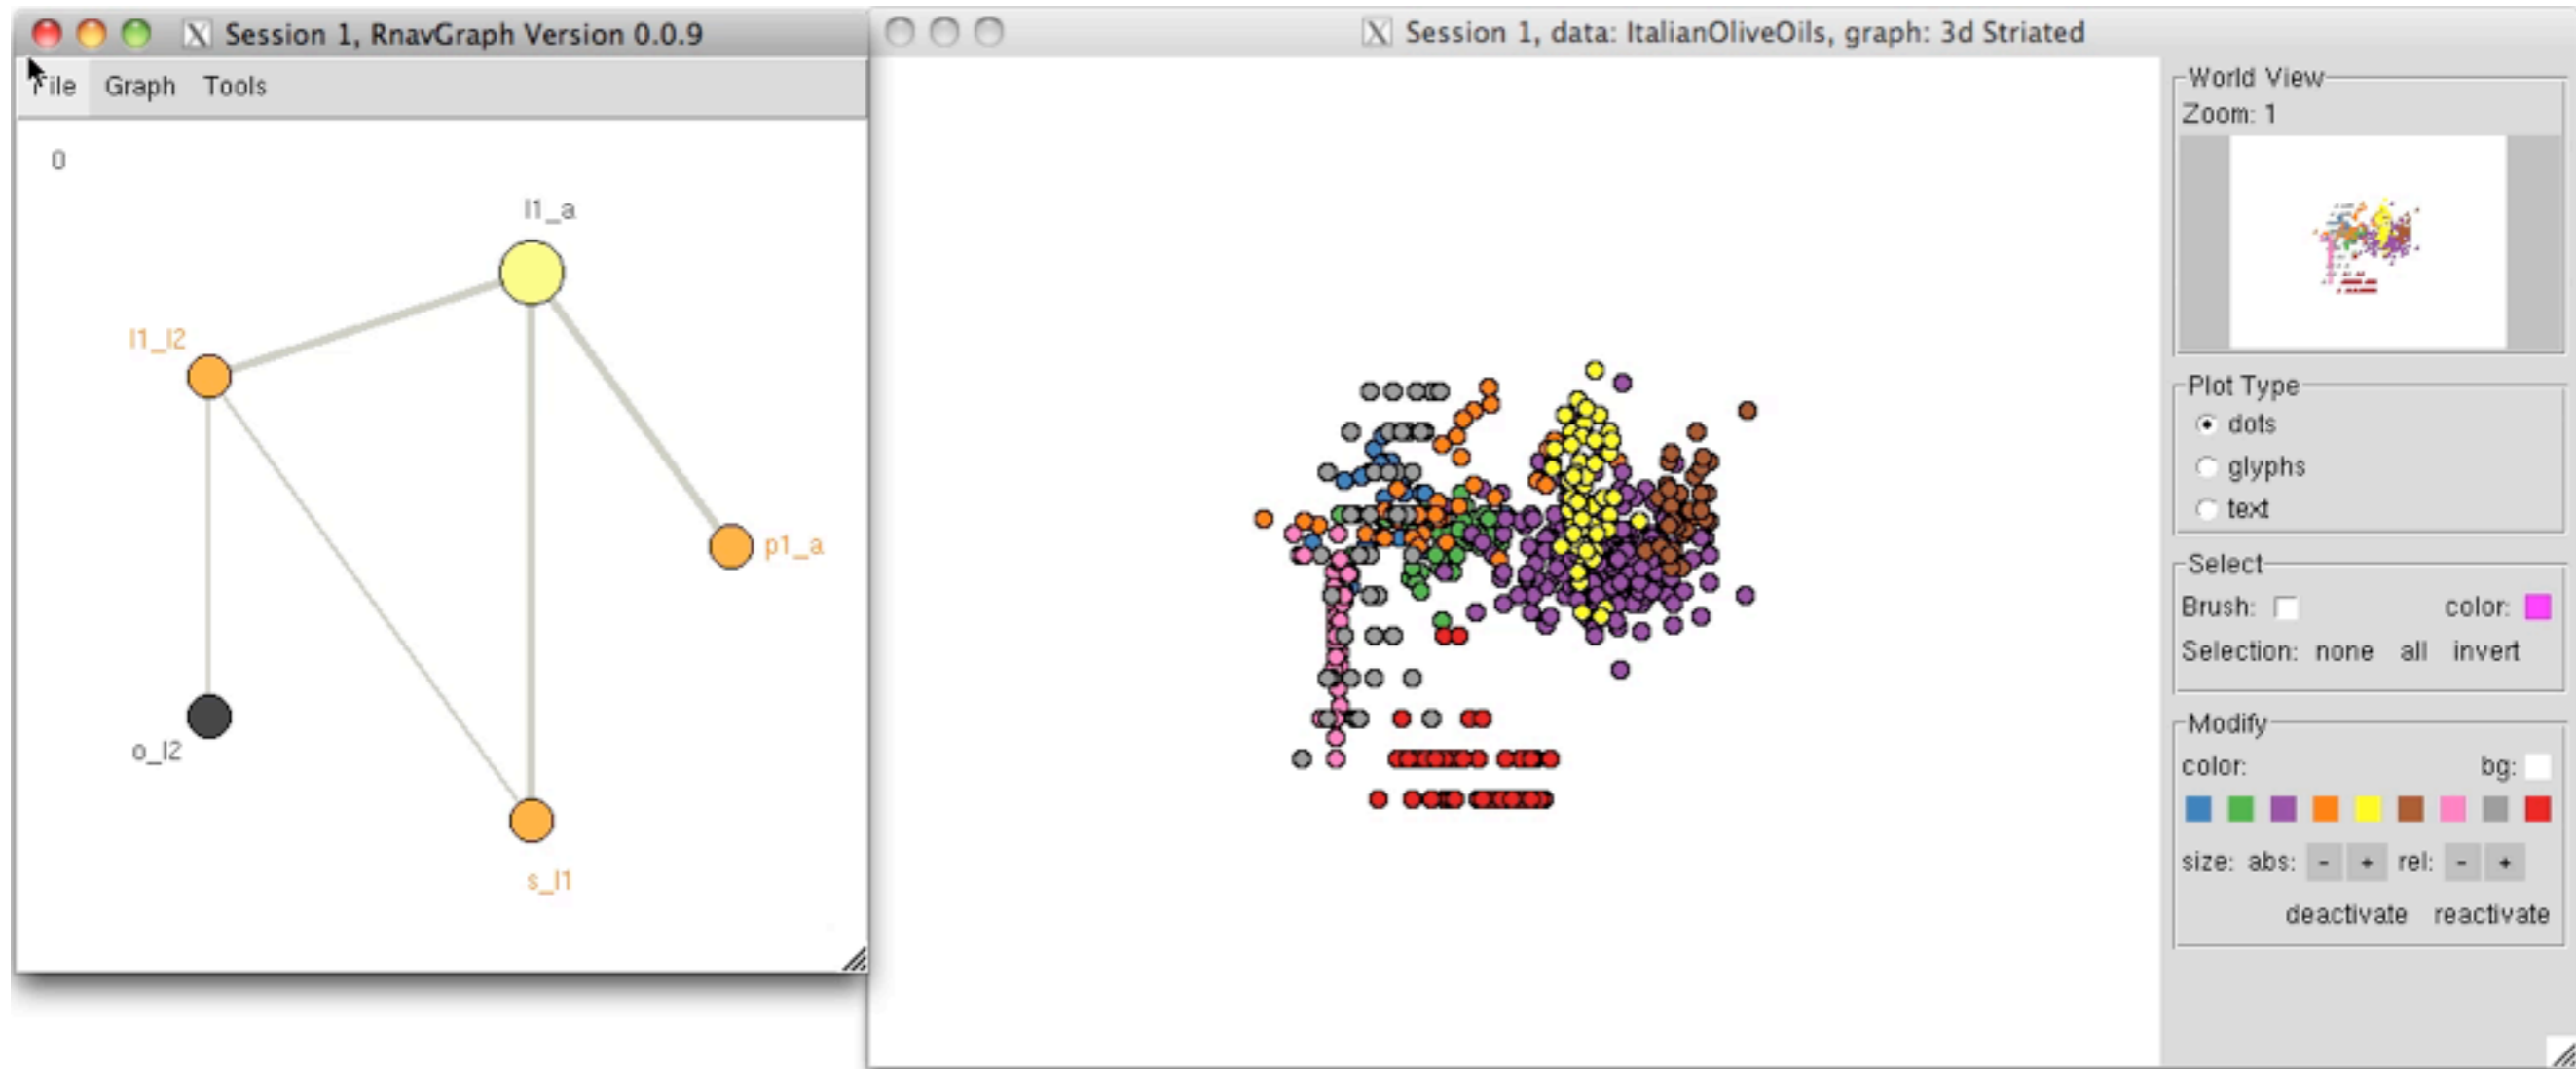 Session 1, RnavGraph Version 0.0.9
File Graph Tools
0
l1_a
l1_l2
p1_a
o_l2
s_l1
Session 1, data: ItalianOliveOils, graph: 3d Striated
World View
Zoom: 1
Plot Type
dots
glyphs
text
Select
Brush: color:
Selection: none all invert
Modify
color: bg:
size: abs: - + rel: - +
deactivate reactivate